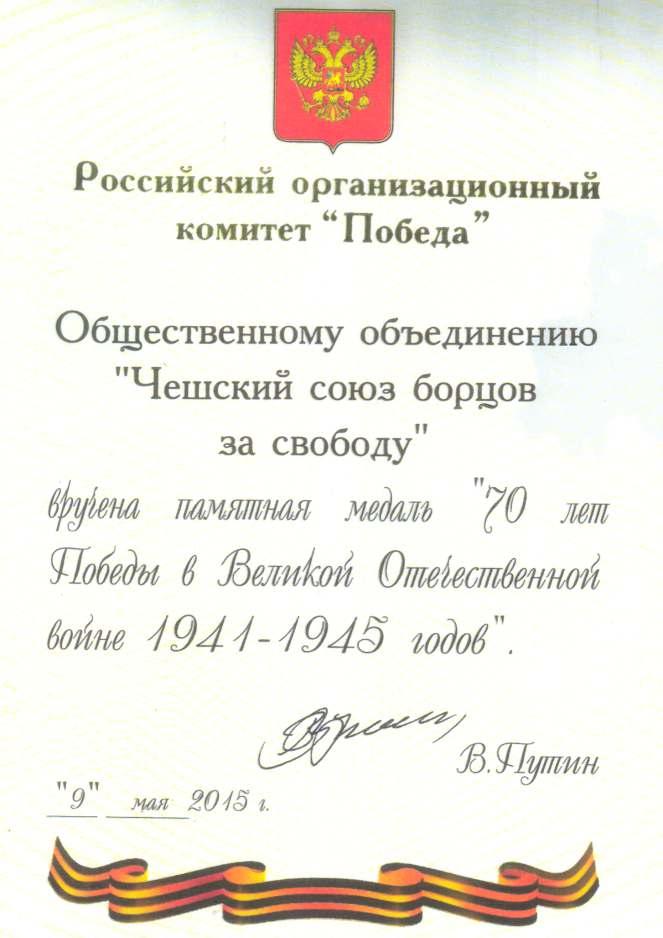 Российский организационный
комитет “Победа”
Общественному объединению
"Чешский союз борцов
за свободу"
вручена памятная медаль "70 лет
Победы в Великой Отечественной
войне 1941-1945 годов".
В.Путин
"9" мая 2015 г.